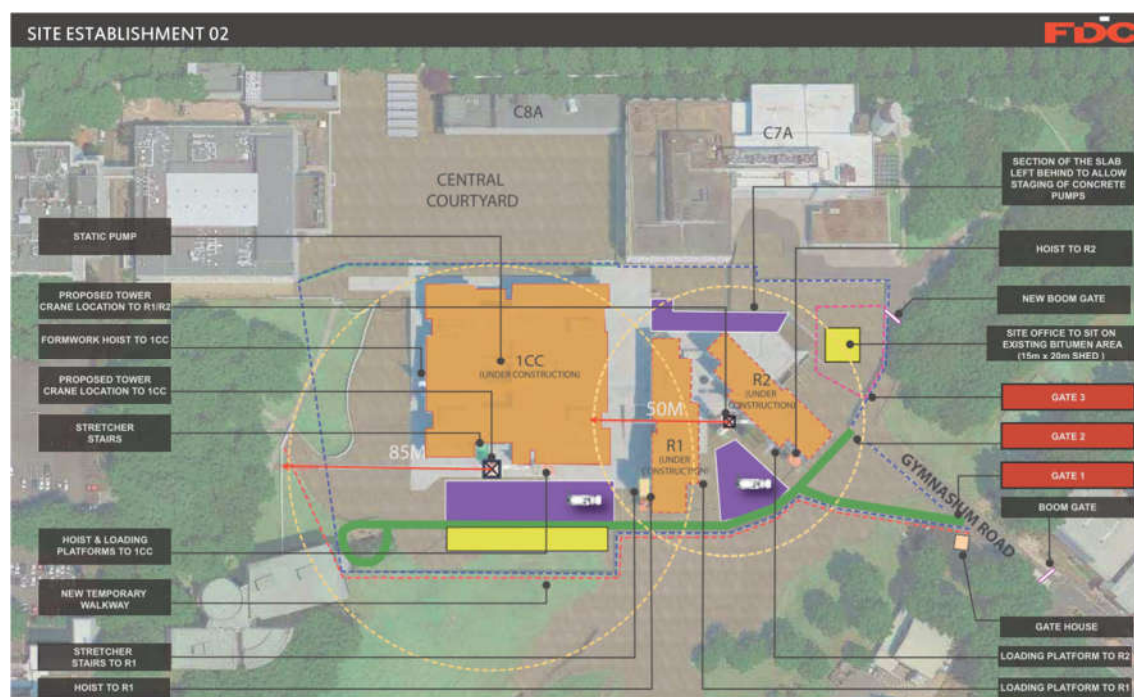 SITE ESTABLISHMENT 02
FDC
C8A
C7A
CENTRAL
COURTYARD
STATIC PUMP
PROPOSED TOWER
CRANE LOCATION TO R1/R2
FORMWORK HOIST TO 1CC
PROPOSED TOWER
CRANE LOCATION TO 1CC
STRETCHER
STAIRS
HOIST & LOADING
PLATFORMS TO 1CC
NEW TEMPORARY
WALKWAY
STRETCHER
STAIRS TO R1
HOIST TO R1
1CC
(UNDER CONSTRUCTION)
85M
50M
R1
(UNDER
CONSTRUCTION)
R2
(UNDER
CONSTRUCTION)
GYMNASIUM ROAD
SECTION OF THE SLAB
LEFT BEHIND TO ALLOW
STAGING OF CONCRETE
PUMPS
HOIST TO R2
NEW BOOM GATE
SITE OFFICE TO SIT ON
EXISTING BITUMEN AREA
(15m x 20m SHED )
GATE 3
GATE 2
GATE 1
BOOM GATE
GATE HOUSE
LOADING PLATFORM TO R2
LOADING PLATFORM TO R1